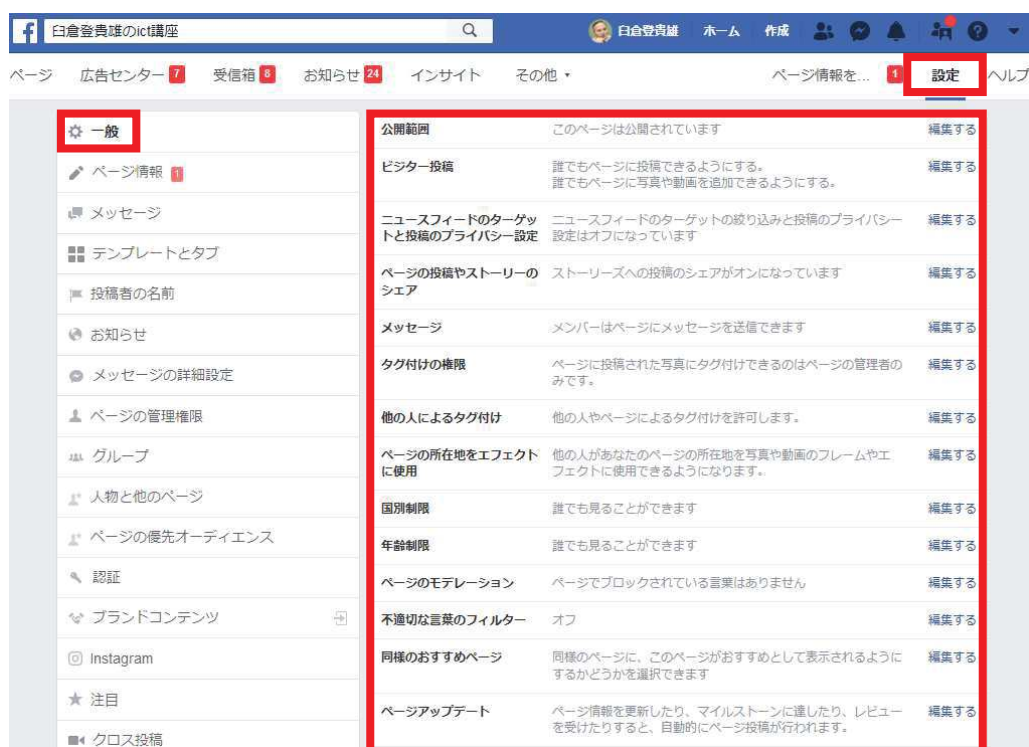 臼倉登貴雄のict講座
臼倉登貴雄 ホーム 作成
ページ 広告センター 7 受信箱 8 お知らせ 24 インサイト その他 ページ情報を... 1 設定 ヘルプ
一般
ページ情報 1
メッセージ
テンプレートとタブ
投稿者の名前
お知らせ
メッセージの詳細設定
ページの管理権限
グループ
人物と他のページ
ページの優先オーディエンス
認証
ブランドコンテンツ
Instagram
注目
クロス投稿
公開範囲 このページは公開されています 編集する
ビジター投稿 誰でもページに投稿できるようにする。 編集する
誰でもページに写真や動画を追加できるようにする。
ニュースフィードのターゲッ ニュースフィードのターゲットの絞り込みと投稿のプライバシー 編集する
トと投稿のプライバシー設定 設定はオフになっています
ページの投稿やストーリーの ストーリーズへの投稿のシェアがオンになっています 編集する
シェア
メッセージ メンバーはページにメッセージを送信できます 編集する
タグ付けの権限 ページに投稿された写真にタグ付けできるのはページの管理者の 編集する
みです。
他の人によるタグ付け 他の人やページによるタグ付けを許可します。 編集する
ページの所在地をエフェクト 他の人があなたのページの所在地を写真や動画のフレームやエ 編集する
に使用 フェクトに使用できるようになります。
国別制限 誰でも見ることができます 編集する
年齢制限 誰でも見ることができます 編集する
ページのモデレーション ページでブロックされている言葉はありません 編集する
不適切な言葉のフィルター オフ 編集する
同様のおすすめページ 同様のページに、このページがおすすめとして表示されるように 編集する
するかどうかを選択できます
ページアップデート ページ情報を更新したり、マイルストーンに達したり、レビュー 編集する
を受けたりすると、自動的にページ投稿が行われます。